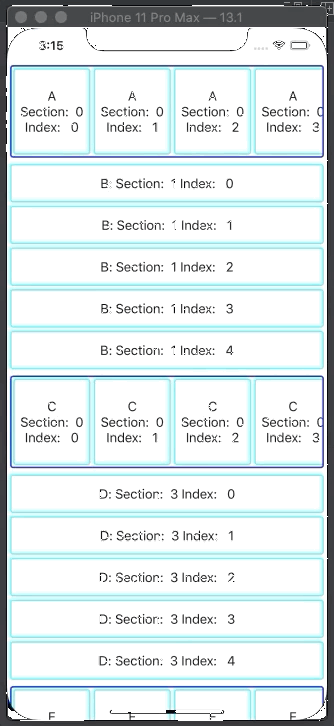 iPhone 11 Pro Max — 13.1
3:15
A A A A
Section: 0 Section: 0 Section: 0 Section: 0
Index: 0 Index: 1 Index: 2 Index: 3
B: Section: 1 Index: 0
B: Section: 1 Index: 1
B: Section: 1 Index: 2
B: Section: 1 Index: 3
B: Section: 1 Index: 4
C C C C
Section: 0 Section: 0 Section: 0 Section: 0
Index: 0 Index: 1 Index: 2 Index: 3
D: Section: 3 Index: 0
D: Section: 3 Index: 1
D: Section: 3 Index: 2
D: Section: 3 Index: 3
D: Section: 3 Index: 4